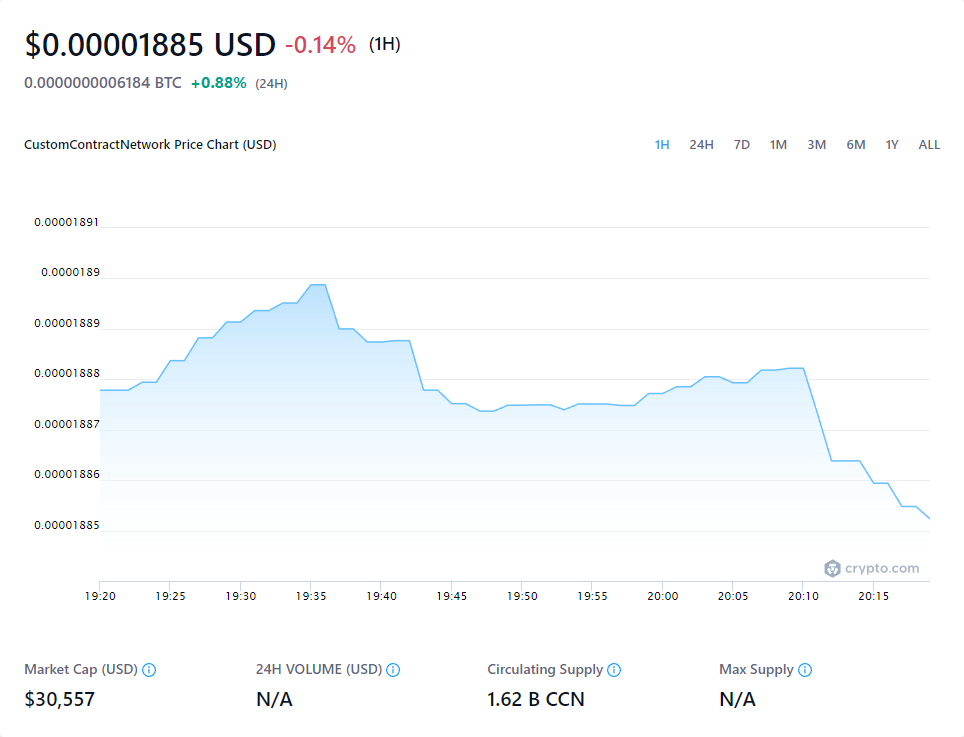 $0.00001885 USD -0.14% (1H)
0.0000000006184 BTC +0.88% (24H)
CustomContractNetwork Price Chart (USD)
1H 24H 7D 1M 3M 6M 1Y ALL
0.00001891
0.0000189
0.00001889
0.00001888
0.00001887
0.00001886
0.00001885
crypto.com
19:20 19:25 19:30 19:35 19:40 19:45 19:50 19:55 20:00 20:05 20:10 20:15
Market Cap (USD) 24H VOLUME (USD) Circulating Supply Max Supply
$30,557 N/A 1.62 B CCN N/A